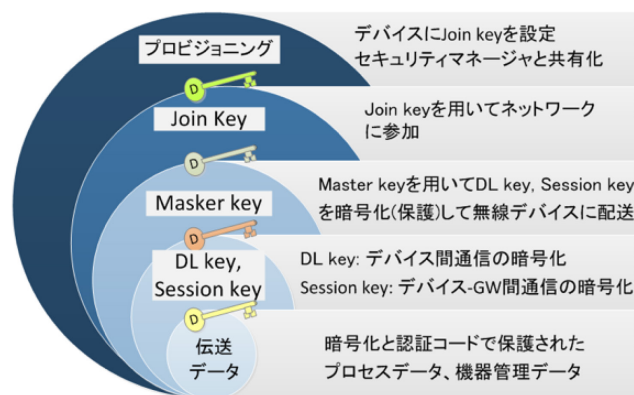 プロビジョニング
デバイスにJoin keyを設定
セキュリティマネージャと共有化
D
Join Key
Join keyを用いてネットワーク
に参加
D
Masker key
Master keyを用いてDL key, Session key
を暗号化(保護)して無線デバイスに配送
D
DL key,
Session key
DL key: デバイス間通信の暗号化
Session key: デバイス-GW間通信の暗号化
D
伝送
データ
暗号化と認証コードで保護された
プロセスデータ、機器管理データ